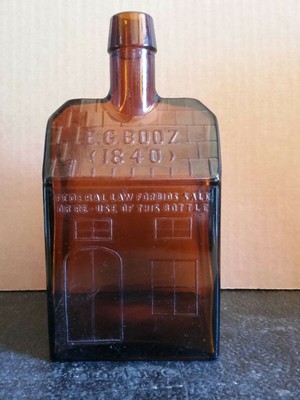 E.G BOOZ
(1840)
FEDERAL LAW FORBIDS SALE
OR RE-USE OF THIS BOTTLE